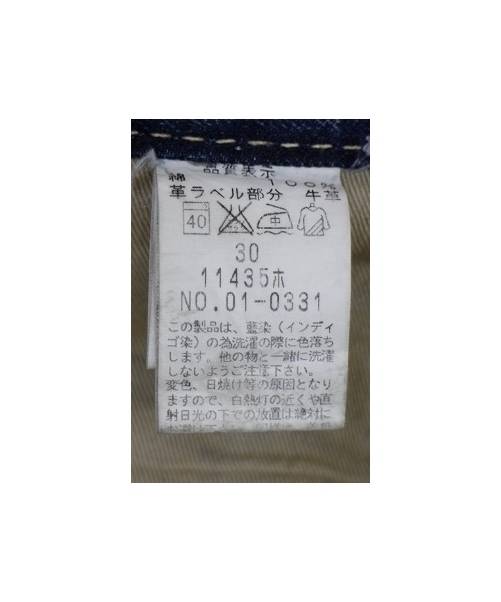 品質表示
綿 100%
革ラベル部分 牛革
40
中
30
11435ホ
NO.01-0331
この製品は、藍染(インディ
ゴ染)の為洗濯の際に色落ち
します。他の物と一緒に洗濯
しないようご注意下さい。
変色、日焼け等の原因となり
ますので、白熱灯の近くや直
射日光の下での放置は絶対に